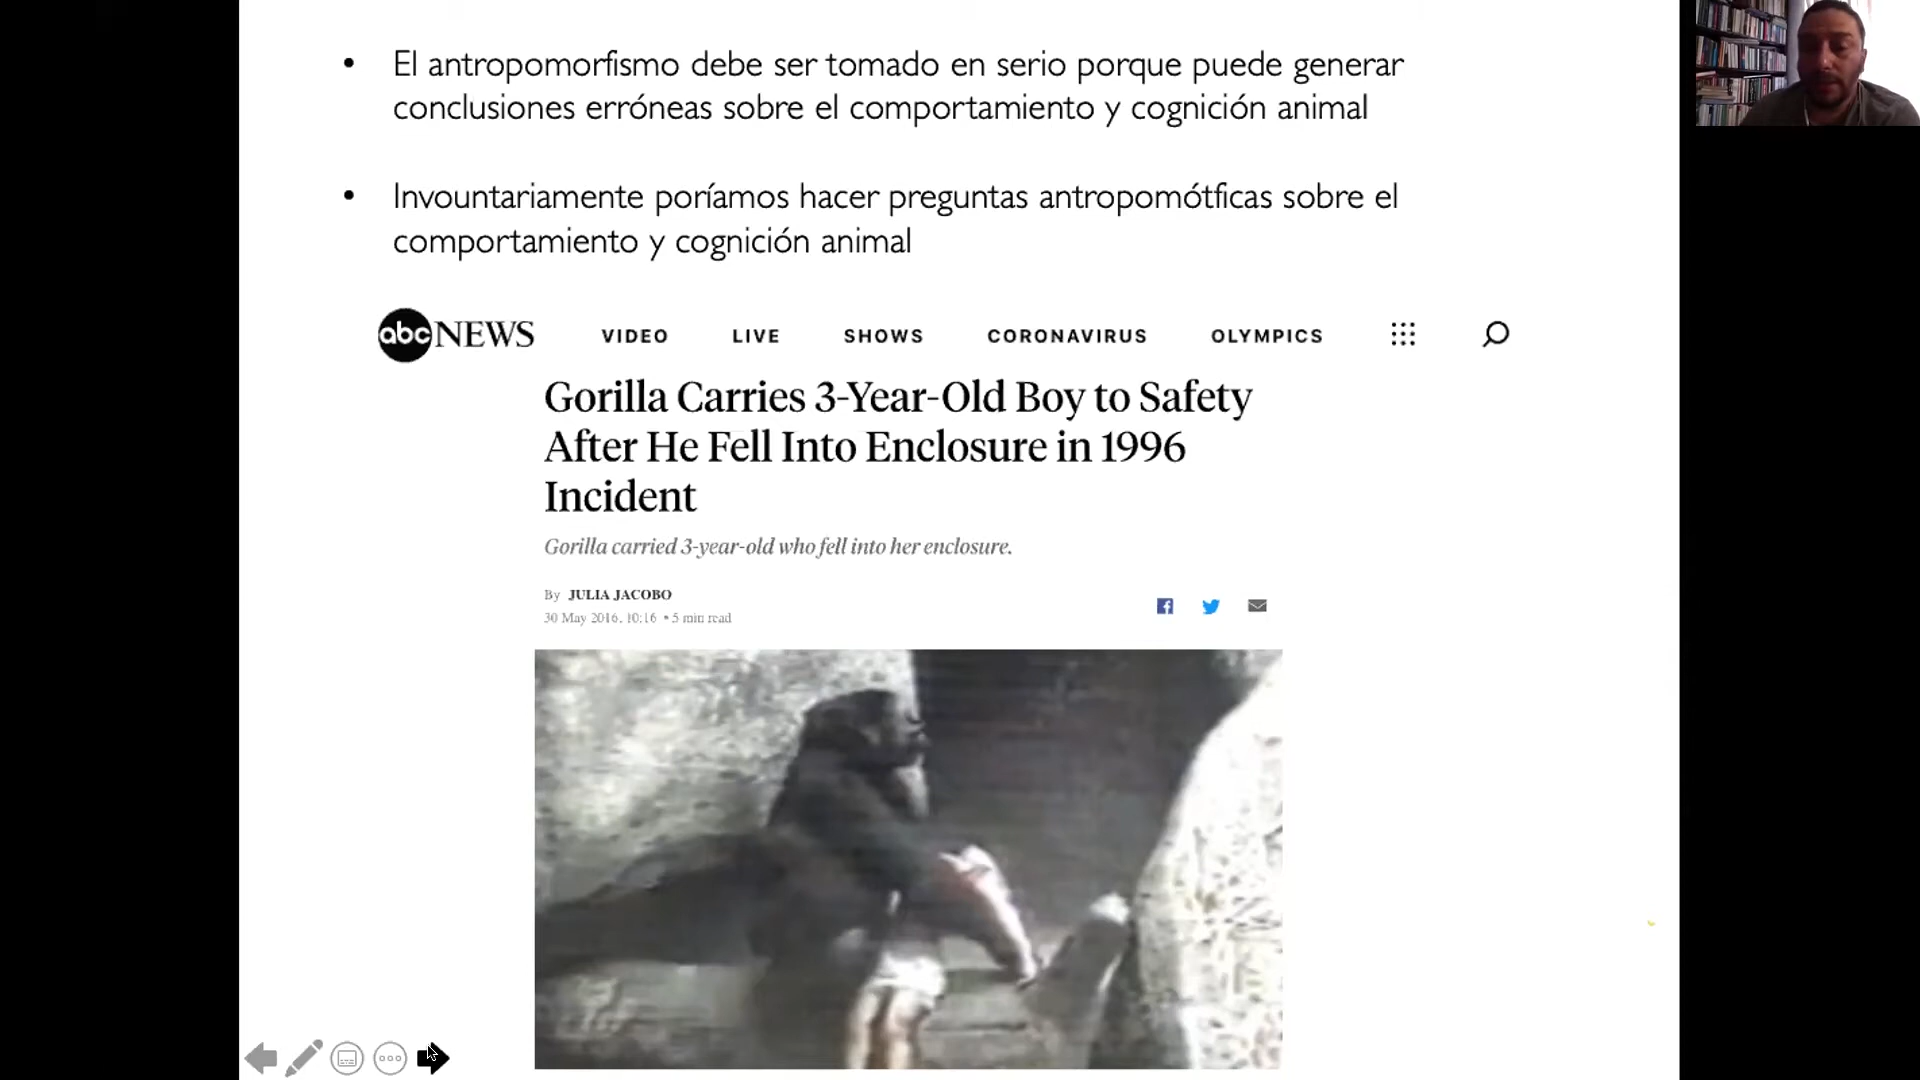 • El antropomorfismo debe ser tomado en serio porque puede generar
conclusiones erróneas sobre el comportamiento y cognición animal
• Invountariamente poríamos hacer preguntas antropomótficas sobre el
comportamiento y cognición animal
abc NEWS VIDEO LIVE SHOWS CORONAVIRUS OLYMPICS
Gorilla Carries 3-Year-Old Boy to Safety
After He Fell Into Enclosure in 1996
Incident
Gorilla carried 3-year-old who fell into her enclosure.
By JULIA JACOBO
30 May 2016, 10:16 • 5 min read